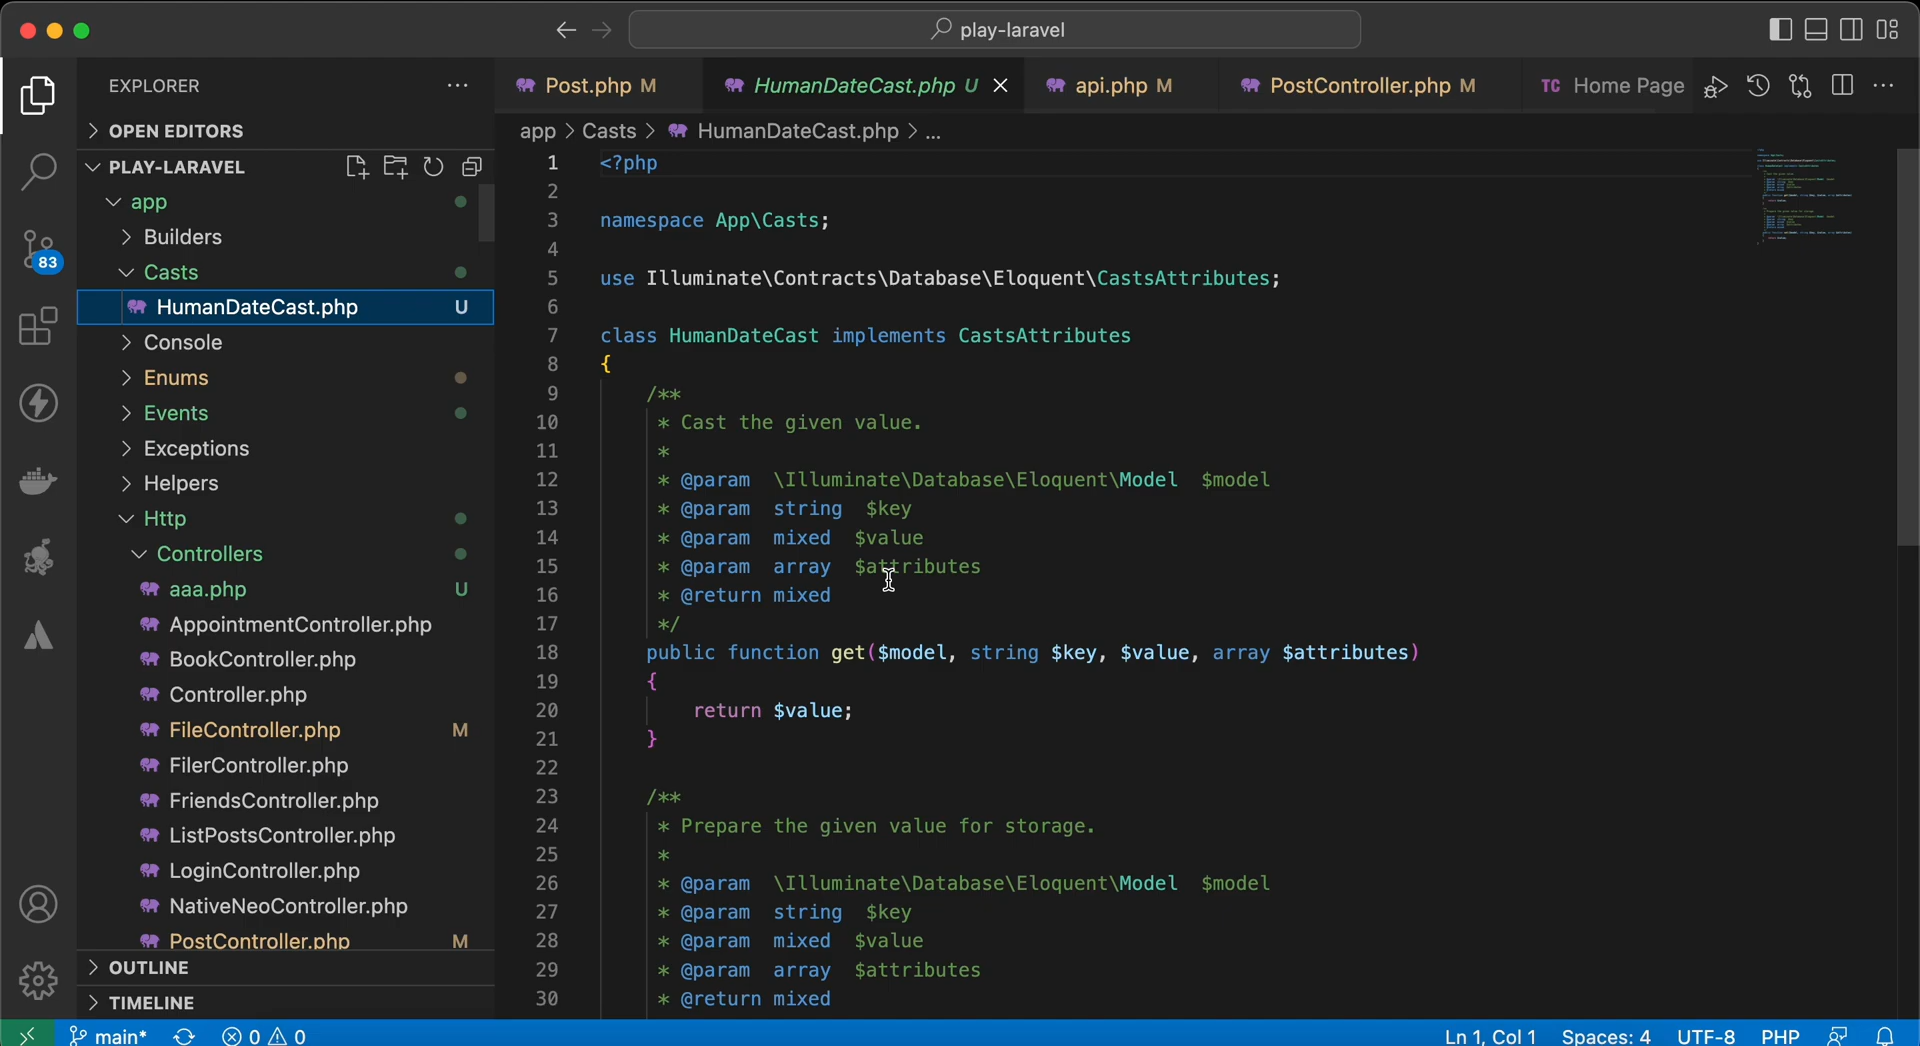 play-laravel
EXPLORER
Post.php M
HumanDateCast.php U
api.php M
PostController.php M
TC Home Page
OPEN EDITORS
app > Casts > HumanDateCast.php > ...
PLAY-LARAVEL
app
Builders
Casts
HumanDateCast.php U
Console
Enums
Events
Exceptions
Helpers
Http
Controllers
aaa.php U
AppointmentController.php
BookController.php
Controller.php
FileController.php M
FilerController.php
FriendsController.php
ListPostsController.php
LoginController.php
NativeNeoController.php
PostController.php M
OUTLINE
TIMELINE
83
1 <?php
2
3 namespace App\Casts;
4
5 use Illuminate\Contracts\Database\Eloquent\CastsAttributes;
6
7 class HumanDateCast implements CastsAttributes
8 {
9 /**
10 * Cast the given value.
11 *
12 * @param \Illuminate\Database\Eloquent\Model $model
13 * @param string $key
14 * @param mixed $value
15 * @param array $attributes
16 * @return mixed
17 */
18 public function get($model, string $key, $value, array $attributes)
19 {
20 return $value;
21 }
22
23 /**
24 * Prepare the given value for storage.
25 *
26 * @param \Illuminate\Database\Eloquent\Model $model
27 * @param string $key
28 * @param mixed $value
29 * @param array $attributes
30 * @return mixed
main* 0 0 Ln 1, Col 1 Spaces: 4 UTF-8 PHP